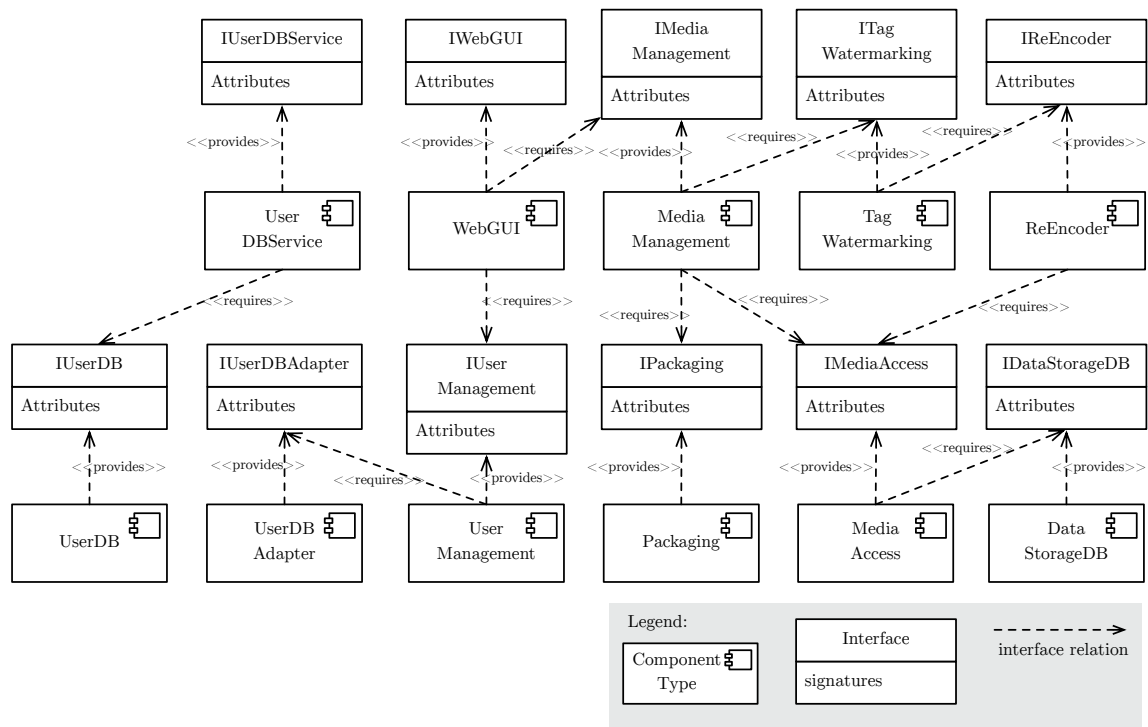 IUserDBService
Attributes
IWebGUI
Attributes
IMedia
Management
Attributes
ITag
Watermarking
Attributes
IReEncoder
Attributes
<<provides>>
<<provides>>
<<requires>>
<<provides>>
<<requires>>
<<provides>>
<<requires>>
<<provides>>
User
DBService
WebGUI
Media
Management
Tag
Watermarking
ReEncoder
<<requires>>
<<requires>>
<<requires>>
<<requires>>
<<requires>>
IUserDB
Attributes
IUserDBAdapter
Attributes
IUser
Management
Attributes
IPackaging
Attributes
IMediaAccess
Attributes
IDataStorageDB
Attributes
<<provides>>
<<provides>>
<<requires>>
<<provides>>
<<provides>>
<<provides>>
<<requires>>
<<provides>>
UserDB
UserDB
Adapter
User
Management
Packaging
Media
Access
Data
StorageDB
Legend:
Component
Type
Interface
signatures
interface relation